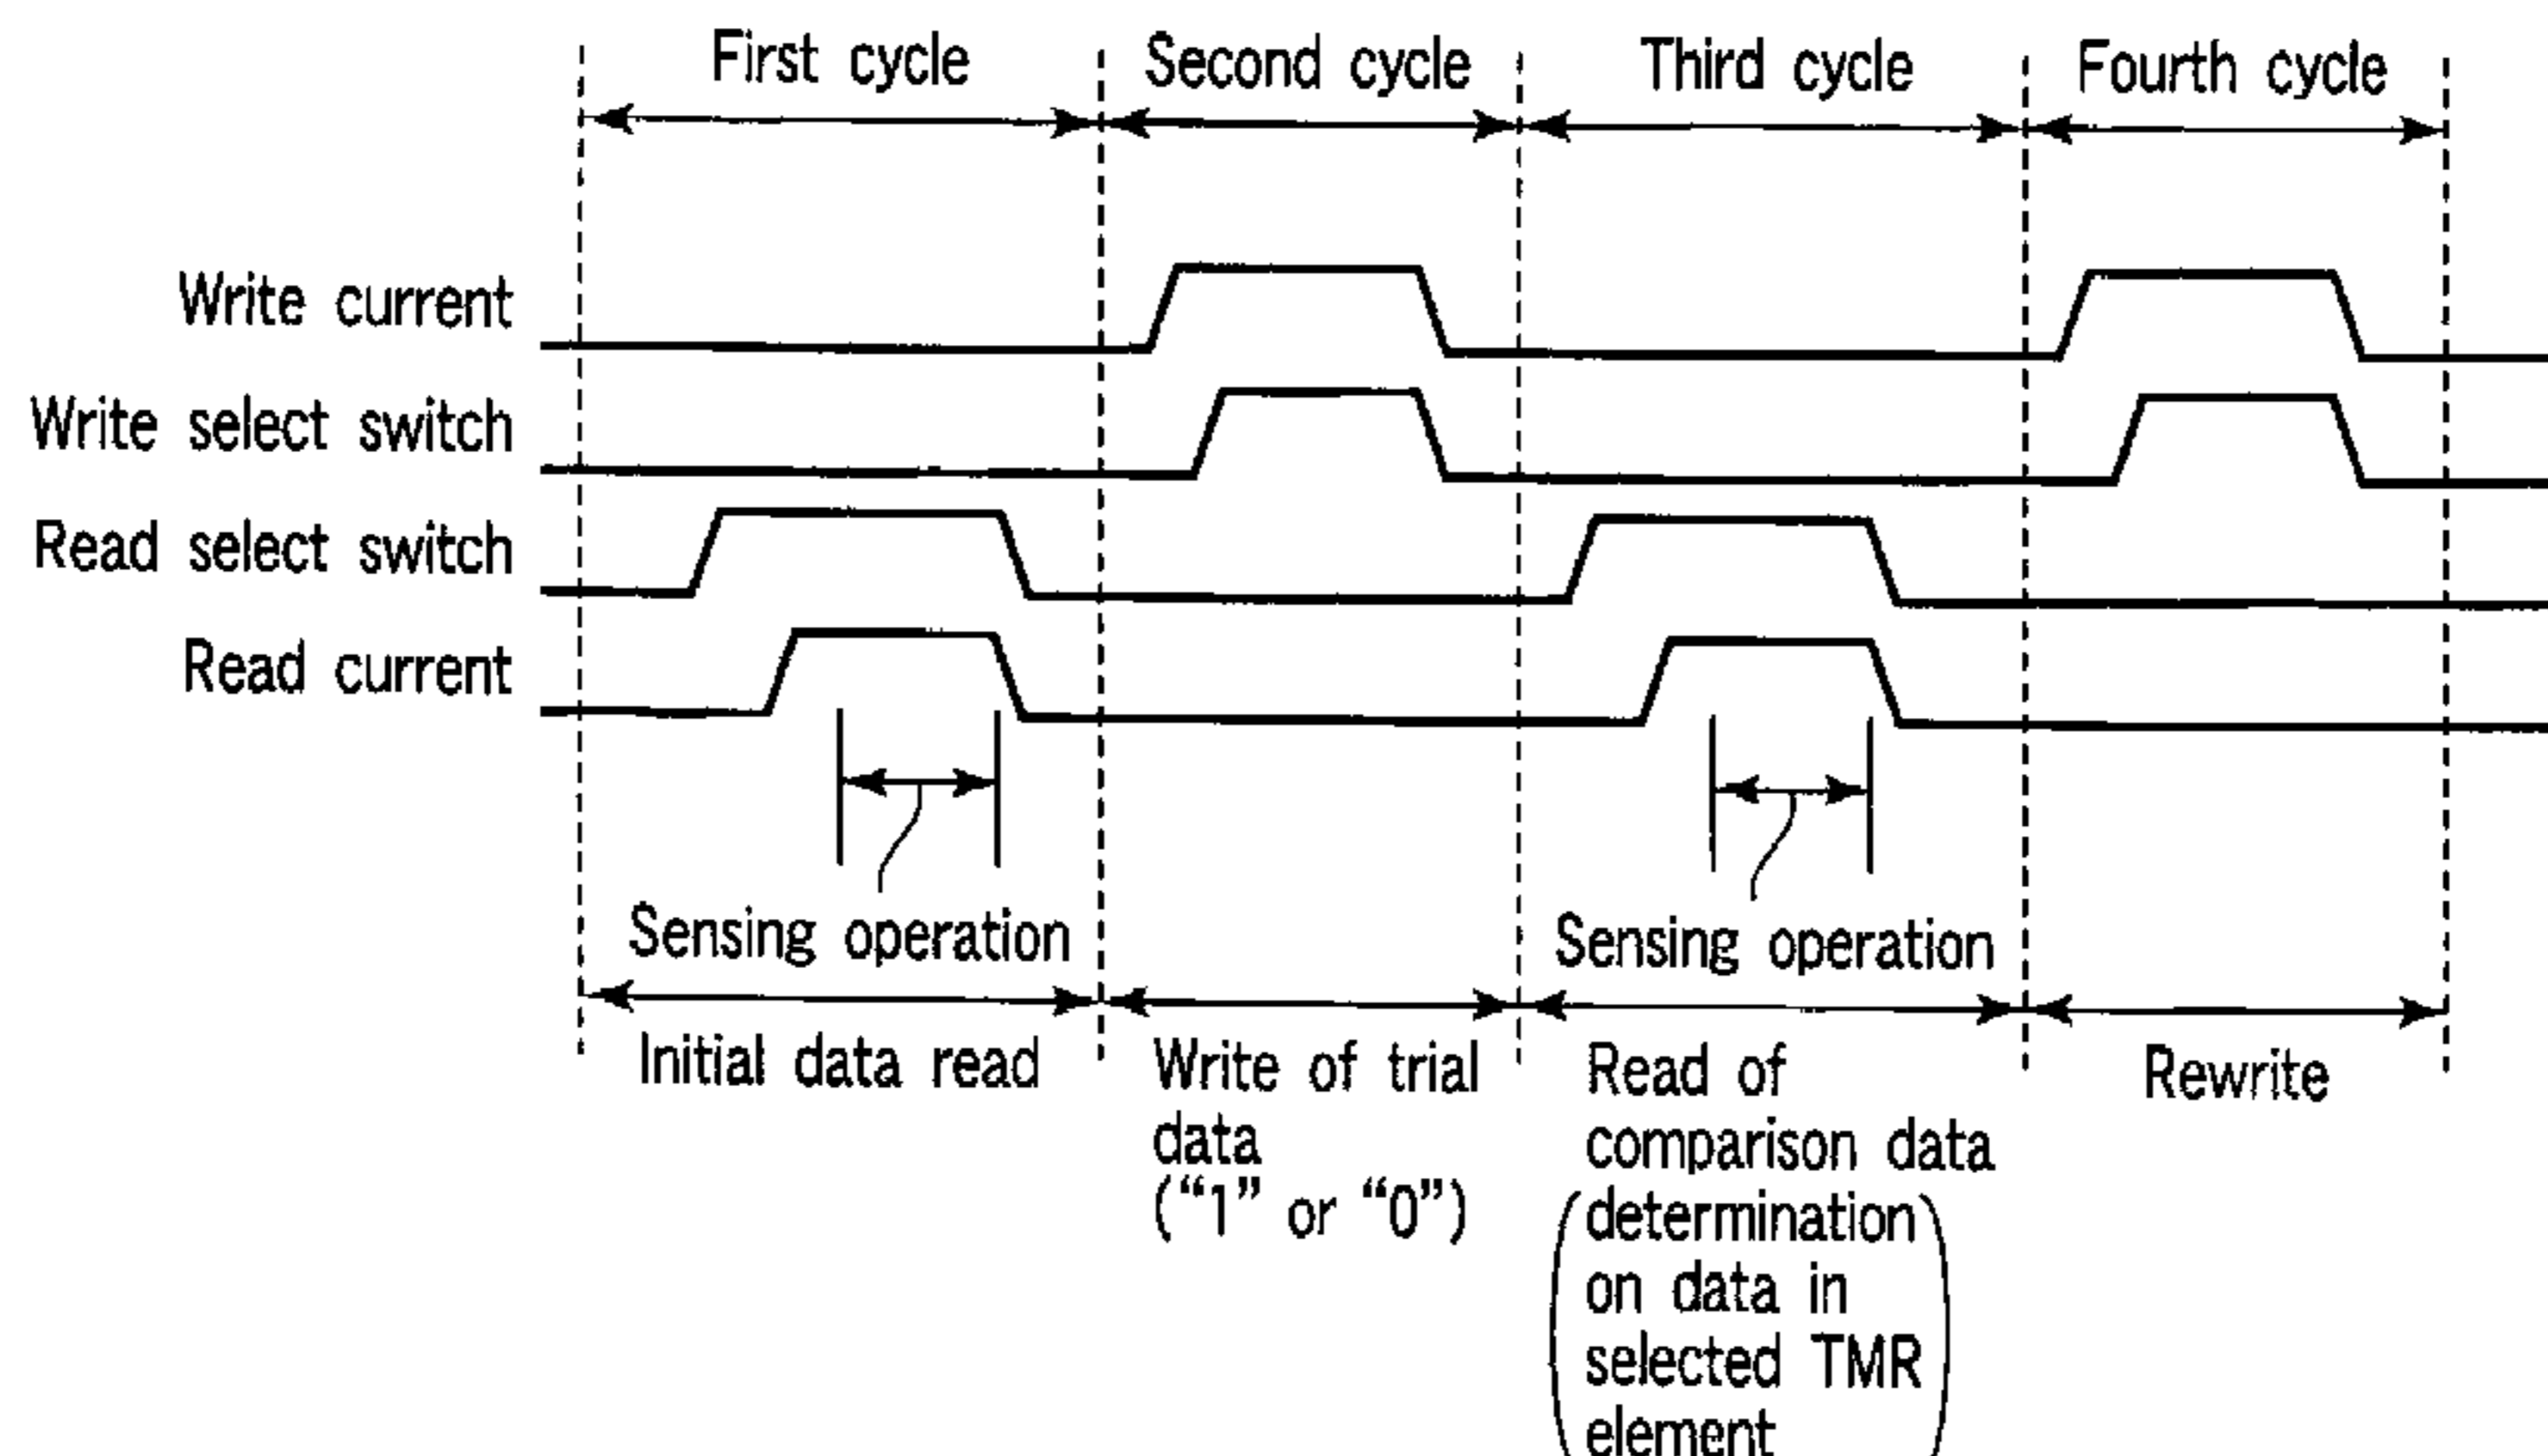 First cycle
Second cycle
Third cycle
Fourth cycle
Write current
Write select switch
Read select switch
Read current
Sensing operation
Sensing operation
Initial data read
Write of trial
data
(“1” or “0”)
Read of
comparison data
(determination
on data in
selected TMR
element
Rewrite